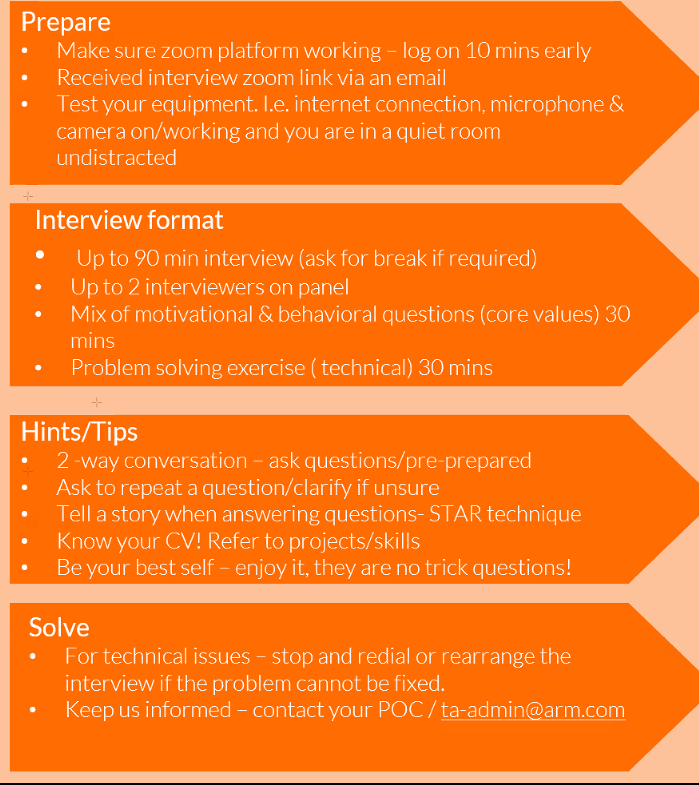 Prepare
• Make sure zoom platform working – log on 10 mins early
• Received interview zoom link via an email
• Test your equipment. I.e. internet connection, microphone &
camera on/working and you are in a quiet room
undistracted
Interview format
• Up to 90 min interview (ask for break if required)
• Up to 2 interviewers on panel
• Mix of motivational & behavioral questions (core values) 30
mins
• Problem solving exercise ( technical) 30 mins
Hints/Tips
• 2 -way conversation – ask questions/pre-prepared
• Ask to repeat a question/clarify if unsure
• Tell a story when answering questions- STAR technique
• Know your CV! Refer to projects/skills
• Be your best self – enjoy it, they are no trick questions!
Solve
• For technical issues – stop and redial or rearrange the
interview if the problem cannot be fixed.
• Keep us informed – contact your POC / ta-admin@arm.com